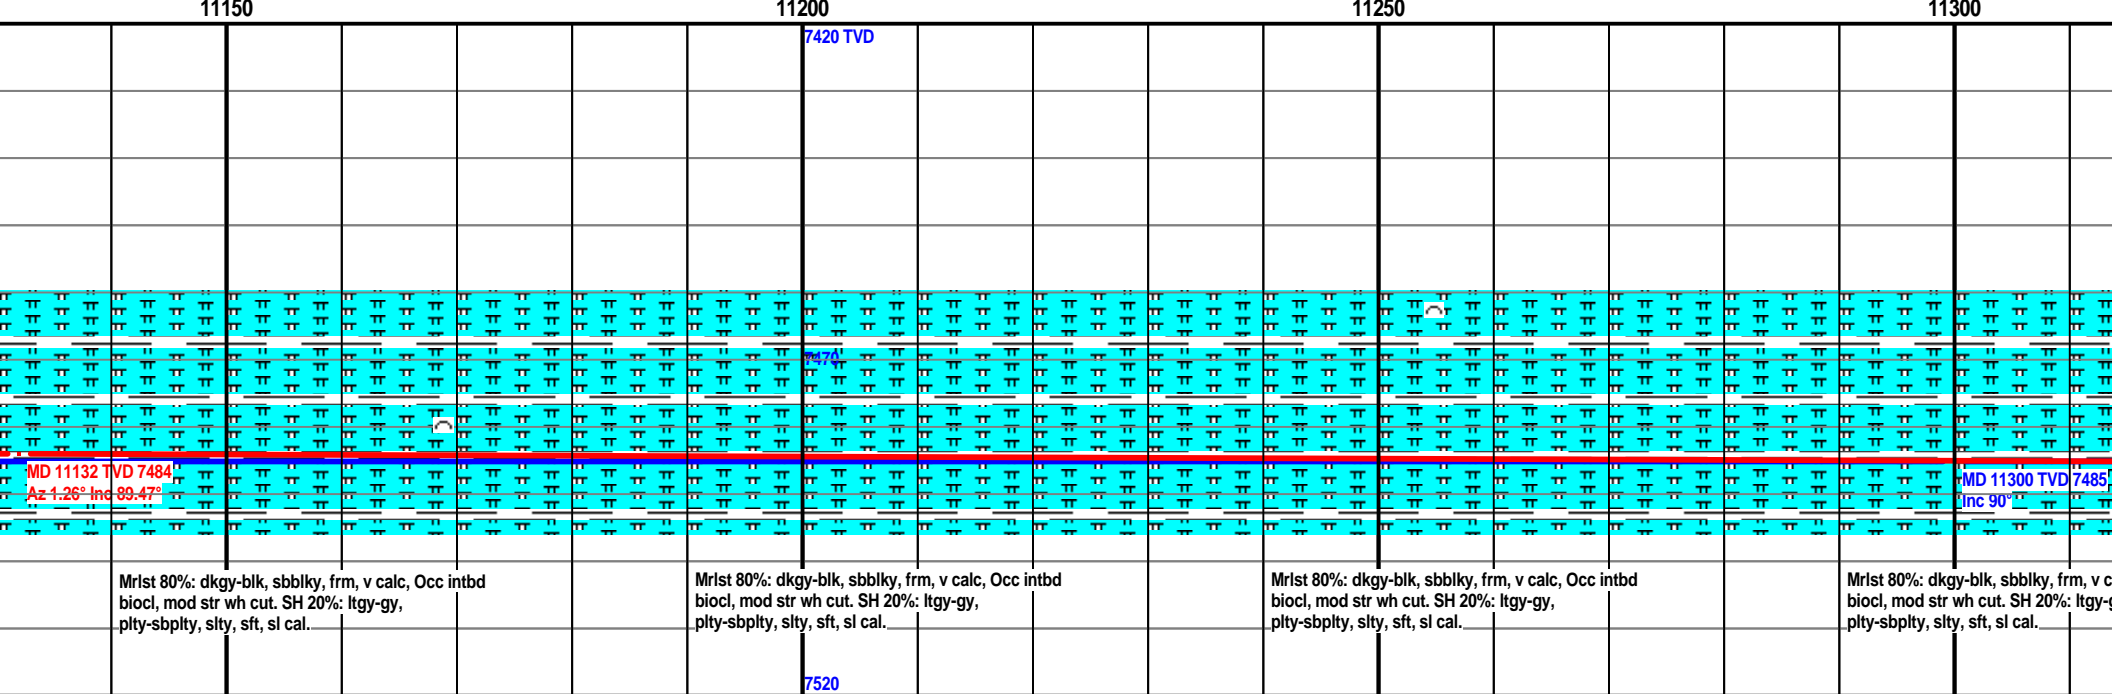 11150 11200 11250 11300
7420 TVD
7470
MD 11132 TVD 7484
Az 1.26° Inc 89.47°
MD 11300 TVD 7485
Inc 90°
Mrlst 80%: dkgy-blk, sbblky, frm, v calc, Occ intbd
biocl, mod str wh cut. SH 20%: ltgy-gy,
plty-sbplty, slty, sft, sl cal.
Mrlst 80%: dkgy-blk, sbblky, frm, v calc, Occ intbd
biocl, mod str wh cut. SH 20%: ltgy-gy,
plty-sbplty, slty, sft, sl cal.
Mrlst 80%: dkgy-blk, sbblky, frm, v calc, Occ intbd
biocl, mod str wh cut. SH 20%: ltgy-gy,
plty-sbplty, slty, sft, sl cal.
Mrlst 80%: dkgy-blk, sbblky, frm, v
biocl, mod str wh cut. SH 20%:
plty-sbplty, slty, sft, sl cal.
7520